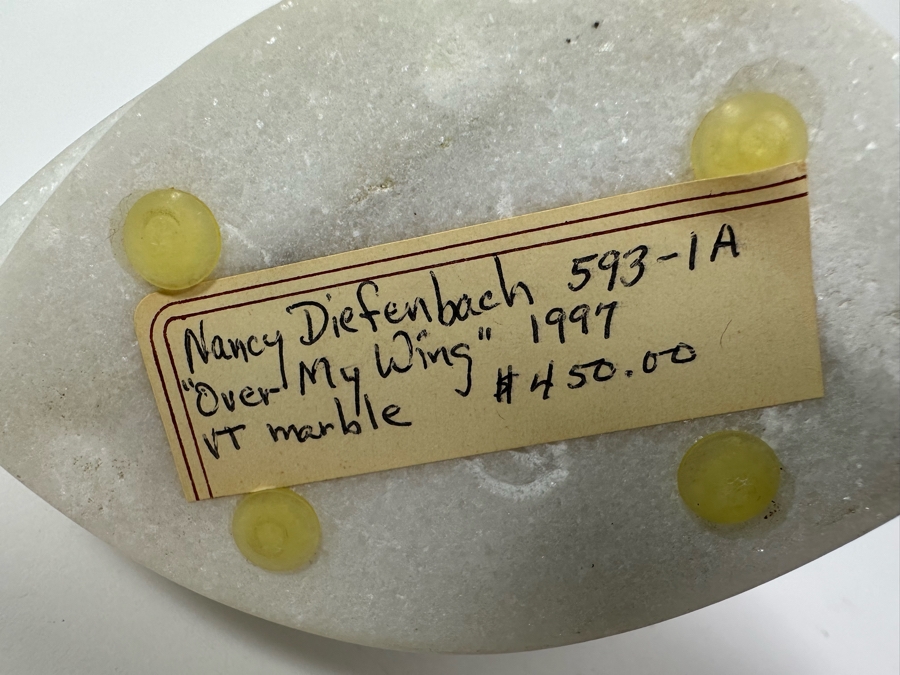 Nancy Diefenbach 593-1A
"Over My Wing" 1997
VT marble $450.00